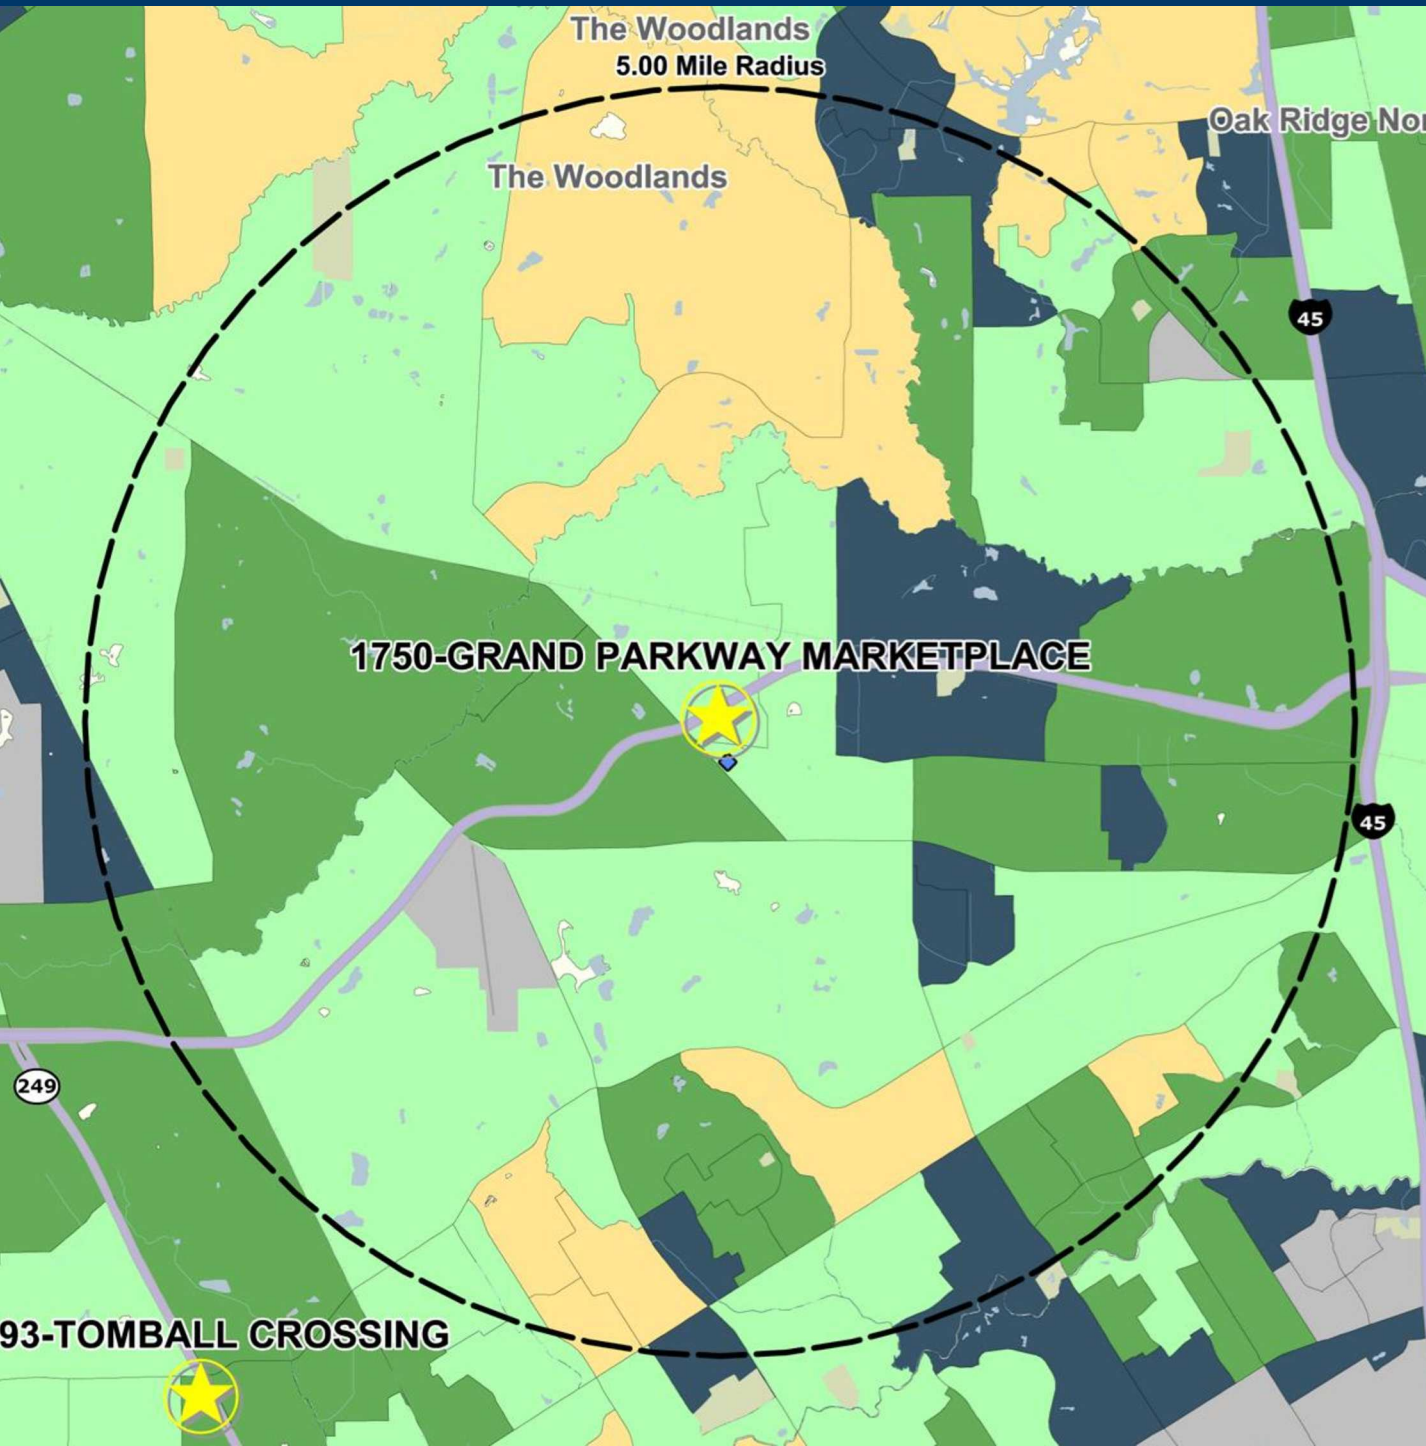 The Woodlands
5.00 Mile Radius
Oak Ridge Nor
The Woodlands
45
1750-GRAND PARKWAY MARKETPLACE
45
249
93-TOMBALL CROSSING